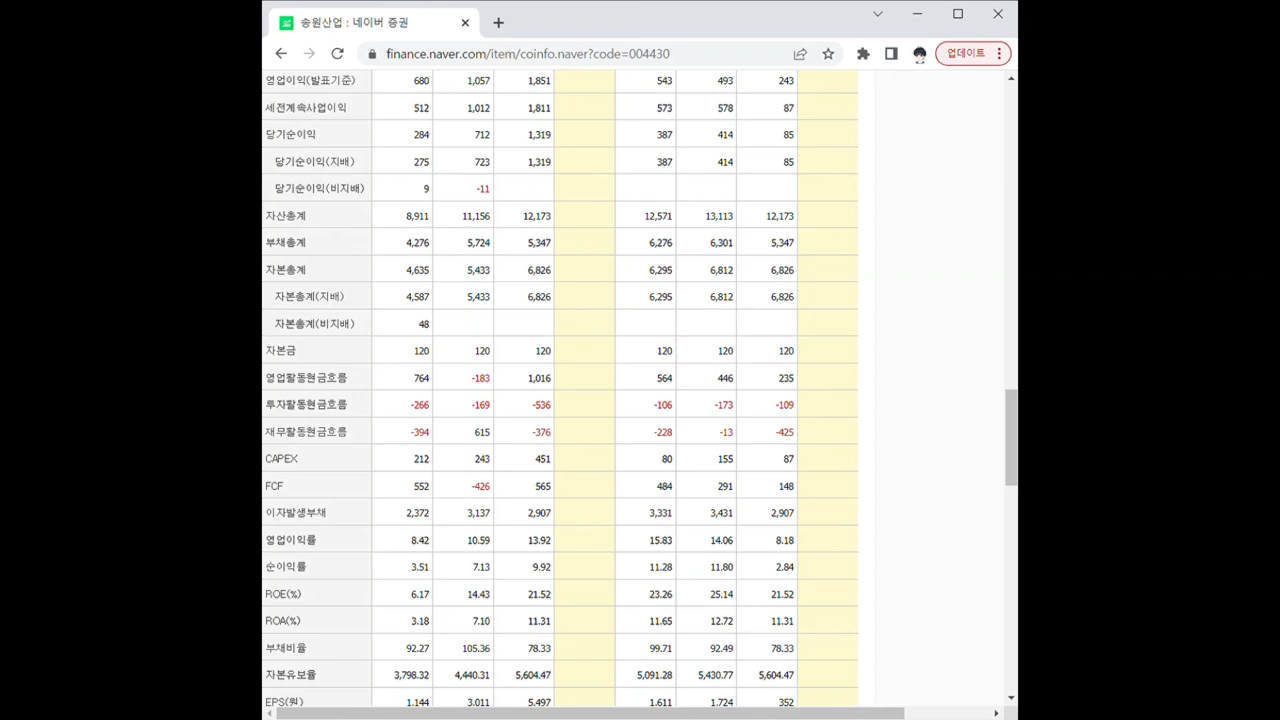 송원산업 : 네이버 증권
finance.naver.com/item/coinfo.naver?code=004430
업데이트
영업이익(발표기준) 680 1,057 1,851 543 493 243
세전계속사업이익 512 1,012 1,811 573 578 87
당기순이익 284 712 1,319 387 414 85
당기순이익(지배) 275 723 1,319 387 414 85
당기순이익(비지배) 9 -11
자산총계 8,911 11,156 12,173 12,571 13,113 12,173
부채총계 4,276 5,724 5,347 6,276 6,301 5,347
자본총계 4,635 5,433 6,826 6,295 6,812 6,826
자본총계(지배) 4,587 5,433 6,826 6,295 6,812 6,826
자본총계(비지배) 48
자본금 120 120 120 120 120 120
영업활동현금흐름 764 -183 1,016 564 446 235
투자활동현금흐름 -266 -169 -536 -106 -173 -109
재무활동현금흐름 -394 615 -376 -228 -13 -425
CAPEX 212 243 451 80 155 87
FCF 552 -426 565 484 291 148
이자발생부채 2,372 3,137 2,907 3,331 3,431 2,907
영업이익률 8.42 10.59 13.92 15.83 14.06 8.18
순이익률 3.51 7.13 9.92 11.28 11.80 2.84
ROE(%) 6.17 14.43 21.52 23.26 25.14 21.52
ROA(%) 3.18 7.10 11.31 11.65 12.72 11.31
부채비율 92.27 105.36 78.33 99.71 92.49 78.33
자본유보율 3,798.32 4,440.31 5,604.47 5,091.28 5,430.77 5,604.47
EPS(원) 1,144 3,011 5,497 1,611 1,724 352